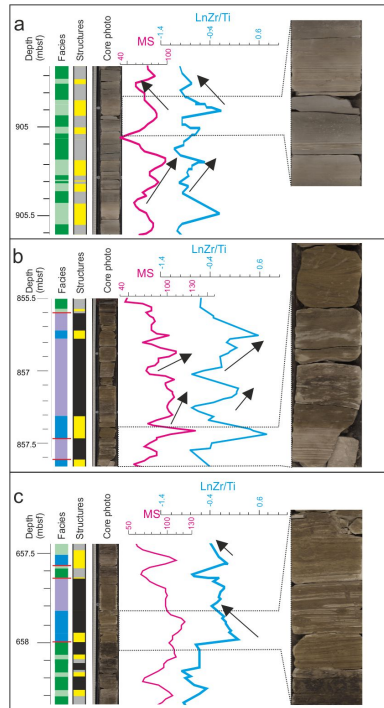 a
LnZr/Ti
-1.4
-0.4
0.6
MS
40
100
Depth
(mbsf)
Facies
Structures
Core photo
905
905.5
b
LnZr/Ti
-1.4
-0.4
0.6
MS
40
100
130
Depth
(mbsf)
Facies
Structures
Core photo
855.5
857
857.5
c
LnZr/Ti
-1.4
-0.4
0.6
MS
-50
100
130
Depth
(mbsf)
Facies
Structures
Core photo
657.5
658